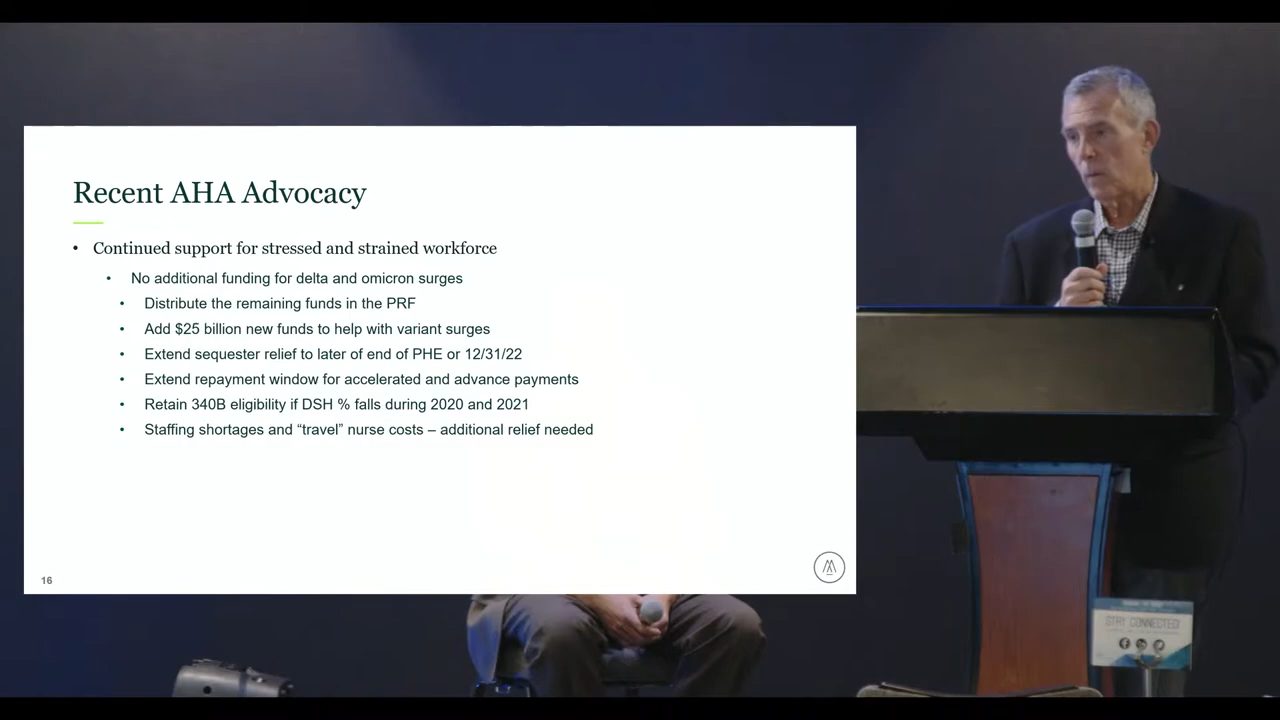 Recent AHA Advocacy
• Continued support for stressed and strained workforce
• No additional funding for delta and omicron surges
• Distribute the remaining funds in the PRF
• Add $25 billion new funds to help with variant surges
• Extend sequester relief to later of end of PHE or 12/31/22
• Extend repayment window for accelerated and advance payments
• Retain 340B eligibility if DSH % falls during 2020 and 2021
• Staffing shortages and “travel” nurse costs – additional relief needed
16
STAY CONNECTED!